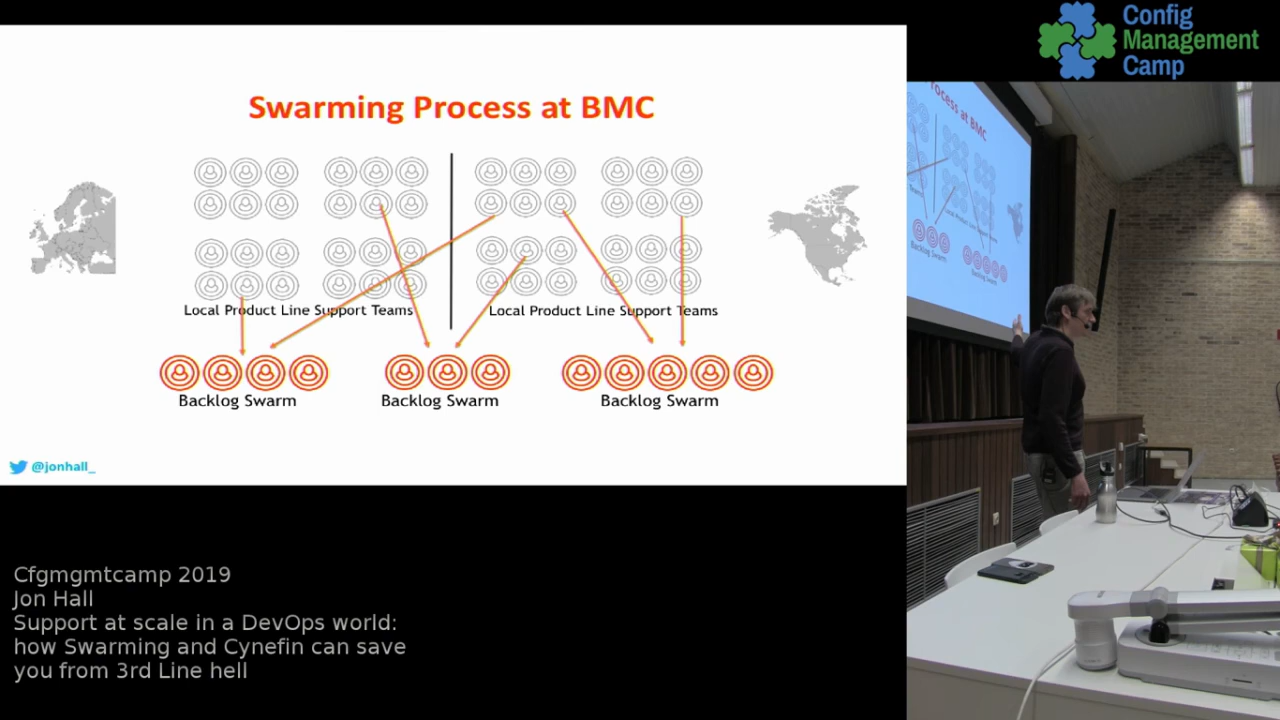 Config
Management
Camp
Swarming Process at BMC
Local Product Line Support Teams
Local Product Line Support Teams
Backlog Swarm
Backlog Swarm
Backlog Swarm
@jonhall_
Cfgmgmtcamp 2019
Jon Hall
Support at scale in a DevOps world:
how Swarming and Cynefin can save
you from 3rd Line hell